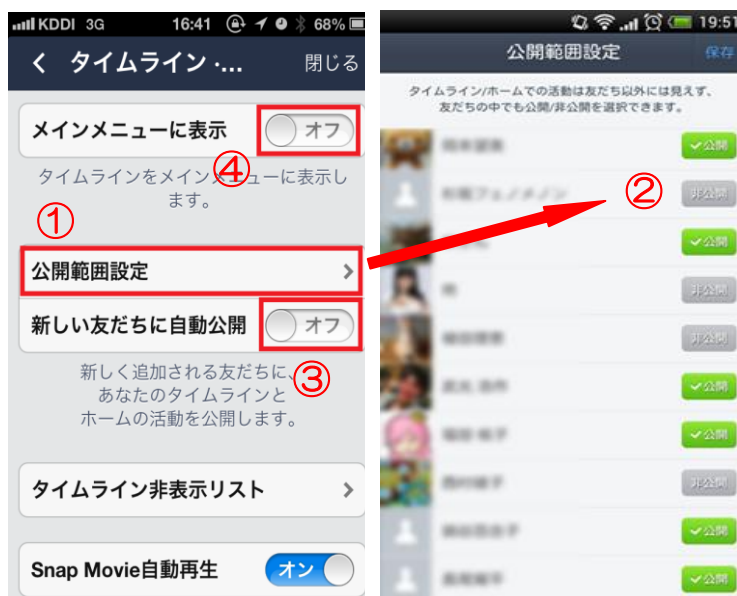 KDDI 3G 16:41 68%
タイムライン ·... 閉じる
メインメニューに表示 オフ
④
タイムラインをメインメニューに表示し
ます。
①
公開範囲設定
新しい友だちに自動公開 オフ
新しく追加される友だちに、
あなたのタイムラインと
ホームの活動を公開します。
③
タイムライン非表示リスト
Snap Movie自動再生 オン
19:51
公開範囲設定 保存
タイムライン/ホームでの活動は友だち以外には見えず、
友だちの中でも公開/非公開を選択できます。
公開
②
非公開
公開
非公開
非公開
公開
公開
非公開
公開
公開